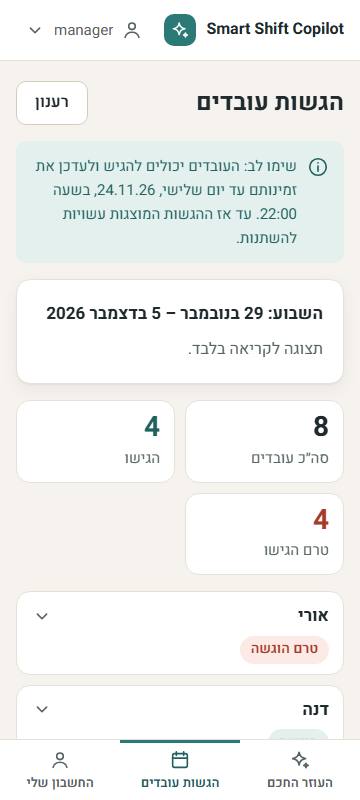 Smart Shift Copilot
manager
הגשות עובדים
רענון
שימו לב: העובדים יכולים להגיש ולעדכן את
זמינותם עד יום שלישי, 24.11.26, בשעה
22:00. עד אז ההגשות המוצגות עשויות
להשתנות.
השבוע: 29 בנובמבר – 5 בדצמבר 2026
תצוגה לקריאה בלבד.
8
סה״כ עובדים
4
הגישו
4
טרם הגישו
אורי
טרם הוגשה
דנה
העוזר החכם
הגשות עובדים
החשבון שלי